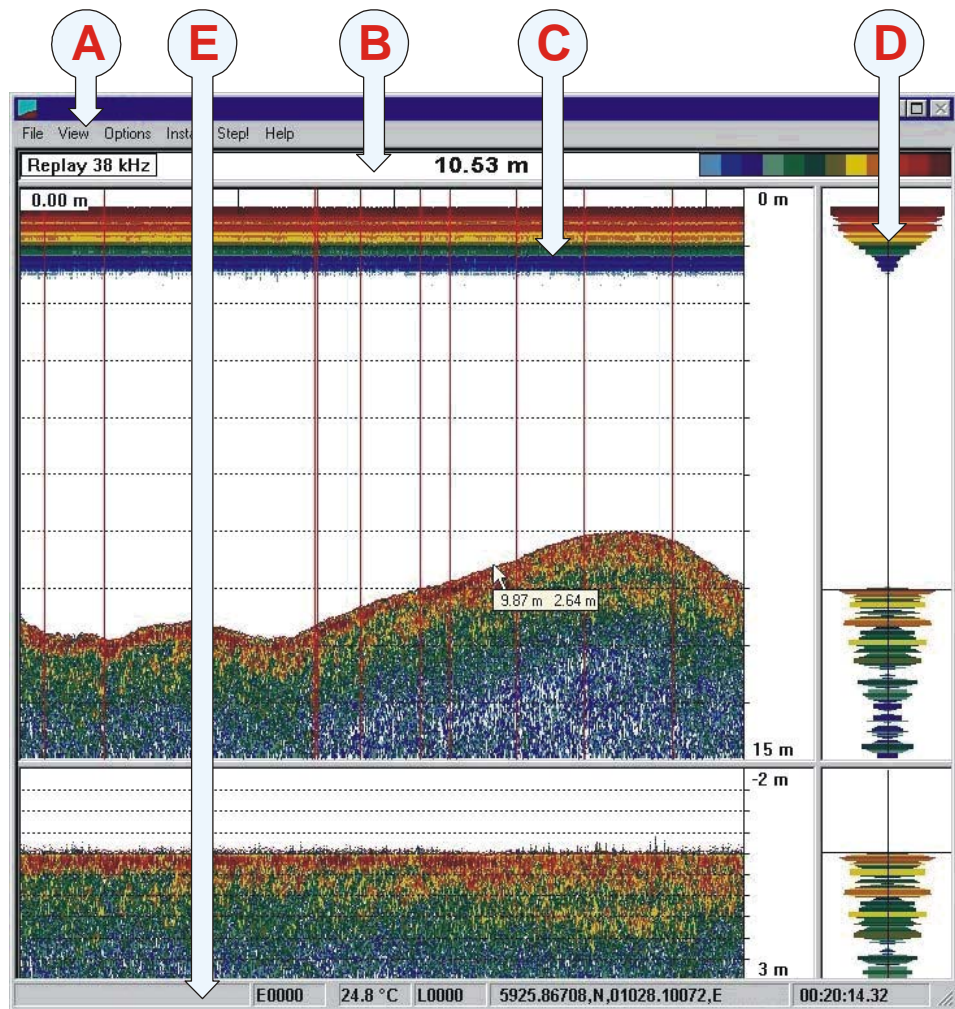 A E B C D
File View Options Insta Step! Help
Replay 38 kHz 10.53 m
0.00 m 0 m
9.87 m 2.64 m
15 m
-2 m
3 m
E0000 24.8 °C L0000 5925.86708,N,01028.10072,E 00:20:14.32